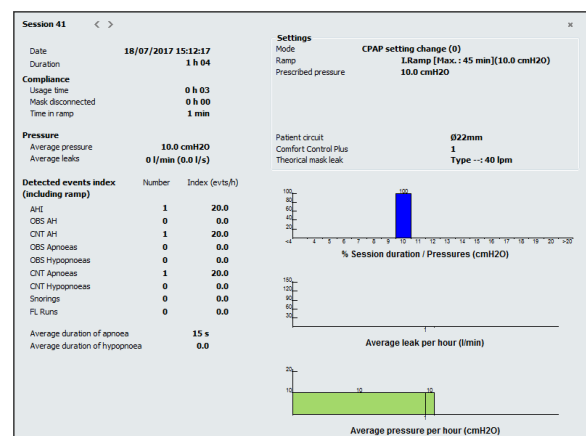 Session 41 < > ×
Date 18/07/2017 15:12:17
Duration 1 h 04
Compliance
Usage time 0 h 03
Mask disconnected 0 h 00
Time in ramp 1 min
Pressure
Average pressure 10.0 cmH2O
Average leaks 0 l/min (0.0 l/s)
Detected events index Number Index (evts/h)
(including ramp)
AHI 1 20.0
OBS AH 0 0.0
CNT AH 1 20.0
OBS Apnoeas 0 0.0
OBS Hypopnoeas 0 0.0
CNT Apnoeas 1 20.0
CNT Hypopnoeas 0 0.0
Snorings 0 0.0
FL Runs 0 0.0
Average duration of apnoea 15 s
Average duration of hypopnoea 0.0
Settings
Mode CPAP setting change (0)
Ramp I.Ramp [Max. : 45 min](10.0 cmH2O)
Prescribed pressure 10.0 cmH2O
Patient circuit Ø22mm
Comfort Control Plus 1
Theorical mask leak Type --: 40 lpm
100 100
80
60
40
20
<4 4 5 6 7 8 9 10 11 12 13 14 15 16 17 18 19 20 >20
% Session duration / Pressures (cmH2O)
150
120
90
60
30
1
Average leak per hour (l/min)
20
10 10 10
1
Average pressure per hour (cmH2O)